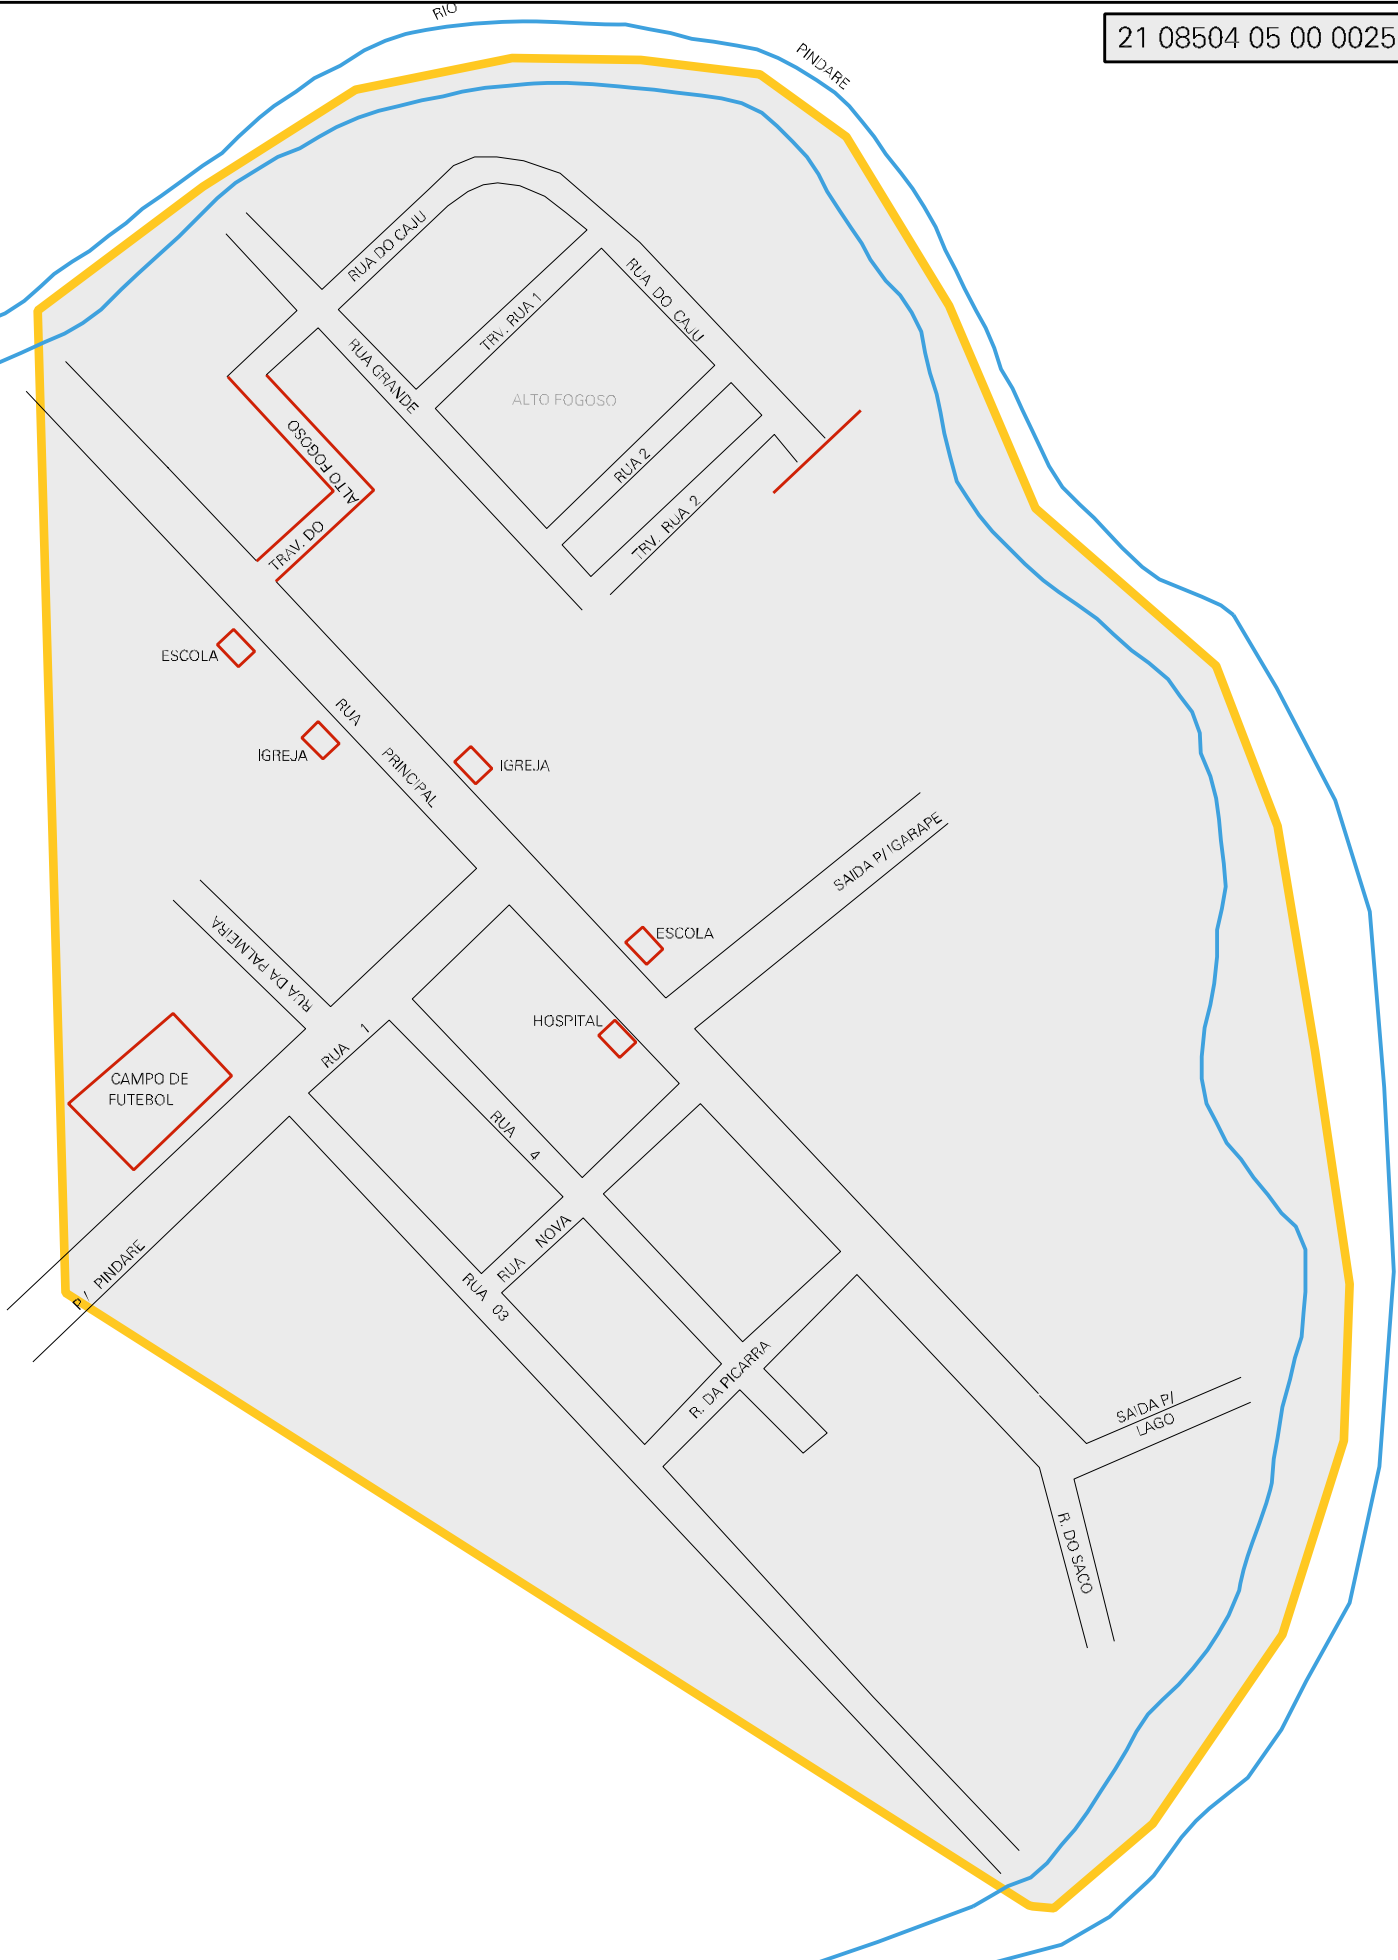 RIO
PINDARE
21 08504 05 00 0025
RUA DO CAJU
TRV. RUA 1
RUA DO CAJU
RUA GRANDE
ALTO FOGOSO
TRAV. DO
ALTO FOGOSO
RUA 2
TRV. RUA 2
ESCOLA
IGREJA
RUA
PRINCIPAL
IGREJA
SAIDA P/ IGARAPE
RUA DA PALMEIRA
ESCOLA
HOSPITAL
RUA 1
CAMPO DE
FUTEBOL
RUA 4
P/ PINDARE
RUA NOVA
RUA 03
R. DA PICARRA
SAIDA P/
LAGO
R. DO SACO